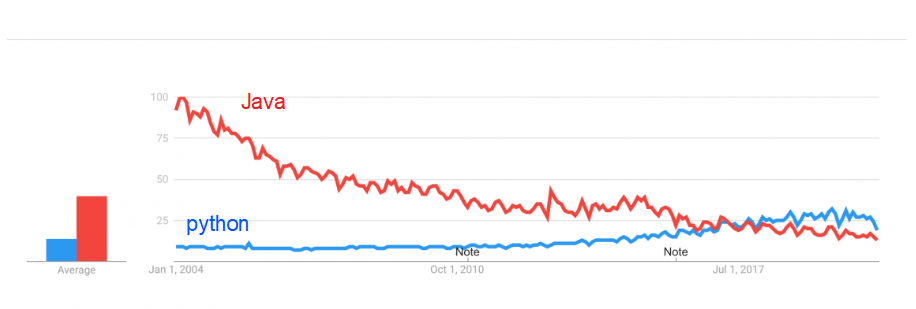 100
Java
75
50
25
python
Note
Note
Average
Jan 1, 2004
Oct 1, 2010
Jul 1, 2017